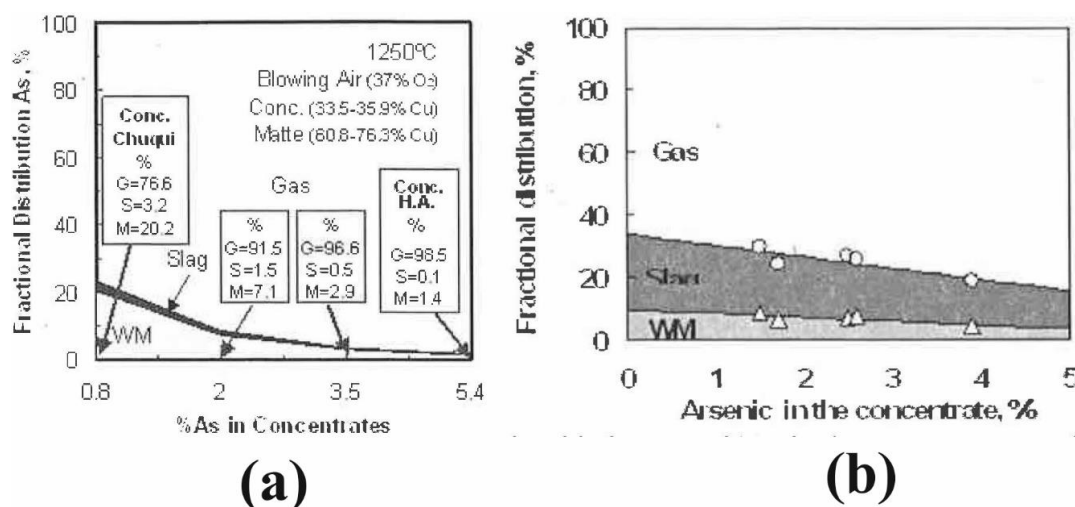 Fractional Distribution As, %
100
80
60
40
20
0
1250ºC
Blowing Air (37% O2)
Conc. (33.5-35.9% Cu)
Matte (60.8-76.3% Cu)
Conc.
Chuqui
%
G=76.6
S=3.2
M=20.2
Gas
%
G=91.5
S=1.5
M=7.1
%
G=96.6
S=0.5
M=2.9
Conc.
H.A.
%
G=98.5
S=0.1
M=1.4
Slag
WM
0.8
2
3.5
5.4
%As in Concentrates
(a)
Fractional distribution, %
100
80
60
40
20
0
Gas
Slag
WM
0
1
2
3
4
5
Arsenic in the concentrate, %
(b)